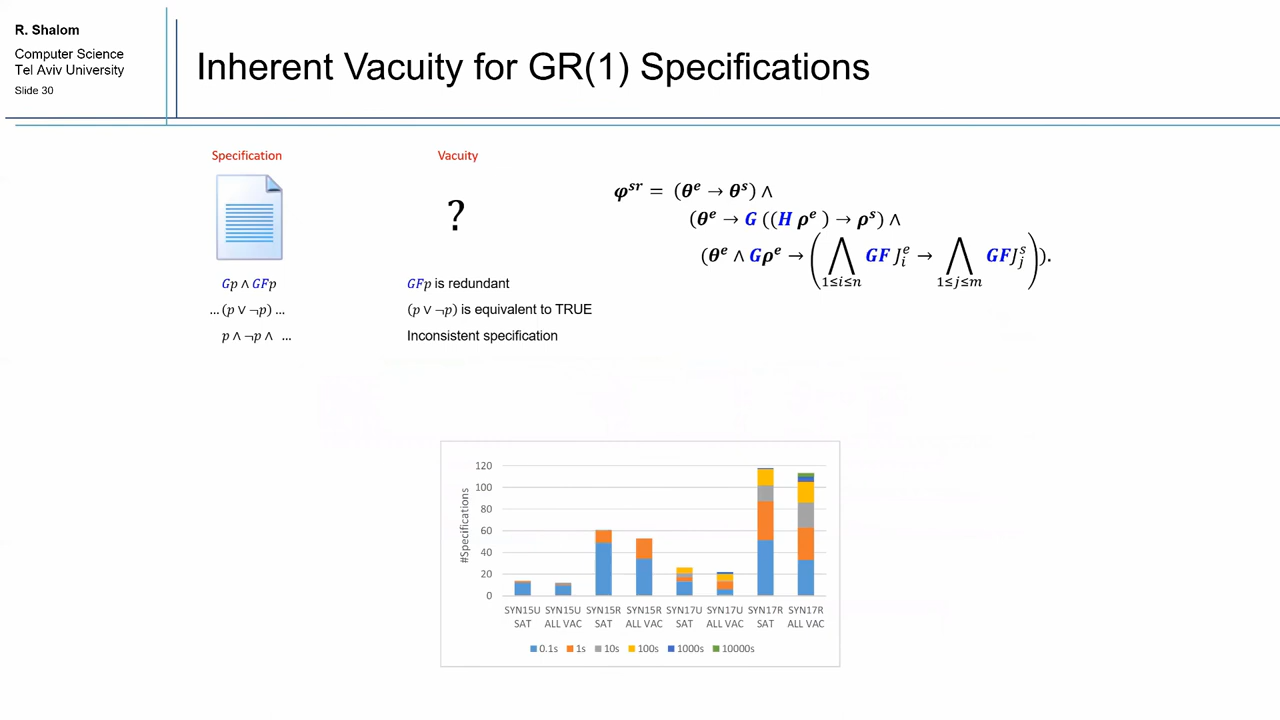 R. Shalom
Computer Science
Tel Aviv University
Slide 30
Inherent Vacuity for GR(1) Specifications
Specification
Vacuity
?
Gp ∧ GFp
GFp is redundant
... (p ∨ ¬p) ...
(p ∨ ¬p) is equivalent to TRUE
p ∧ ¬p ∧ ...
Inconsistent specification
φ^sr = (θ^e → θ^s) ∧
(θ^e → G ((H ρ^e ) → ρ^s) ∧
(θ^e ∧ Gρ^e → (⋀_{1≤i≤n} GF J_i^e → ⋀_{1≤j≤m} GFJ_j^s)).
#Specifications
120
100
80
60
40
20
0
SYN15U SYN15U SYN15R SYN15R SYN17U SYN17U SYN17R SYN17R
SAT ALL VAC SAT ALL VAC SAT ALL VAC SAT ALL VAC
0.1s 1s 10s 100s 1000s 10000s